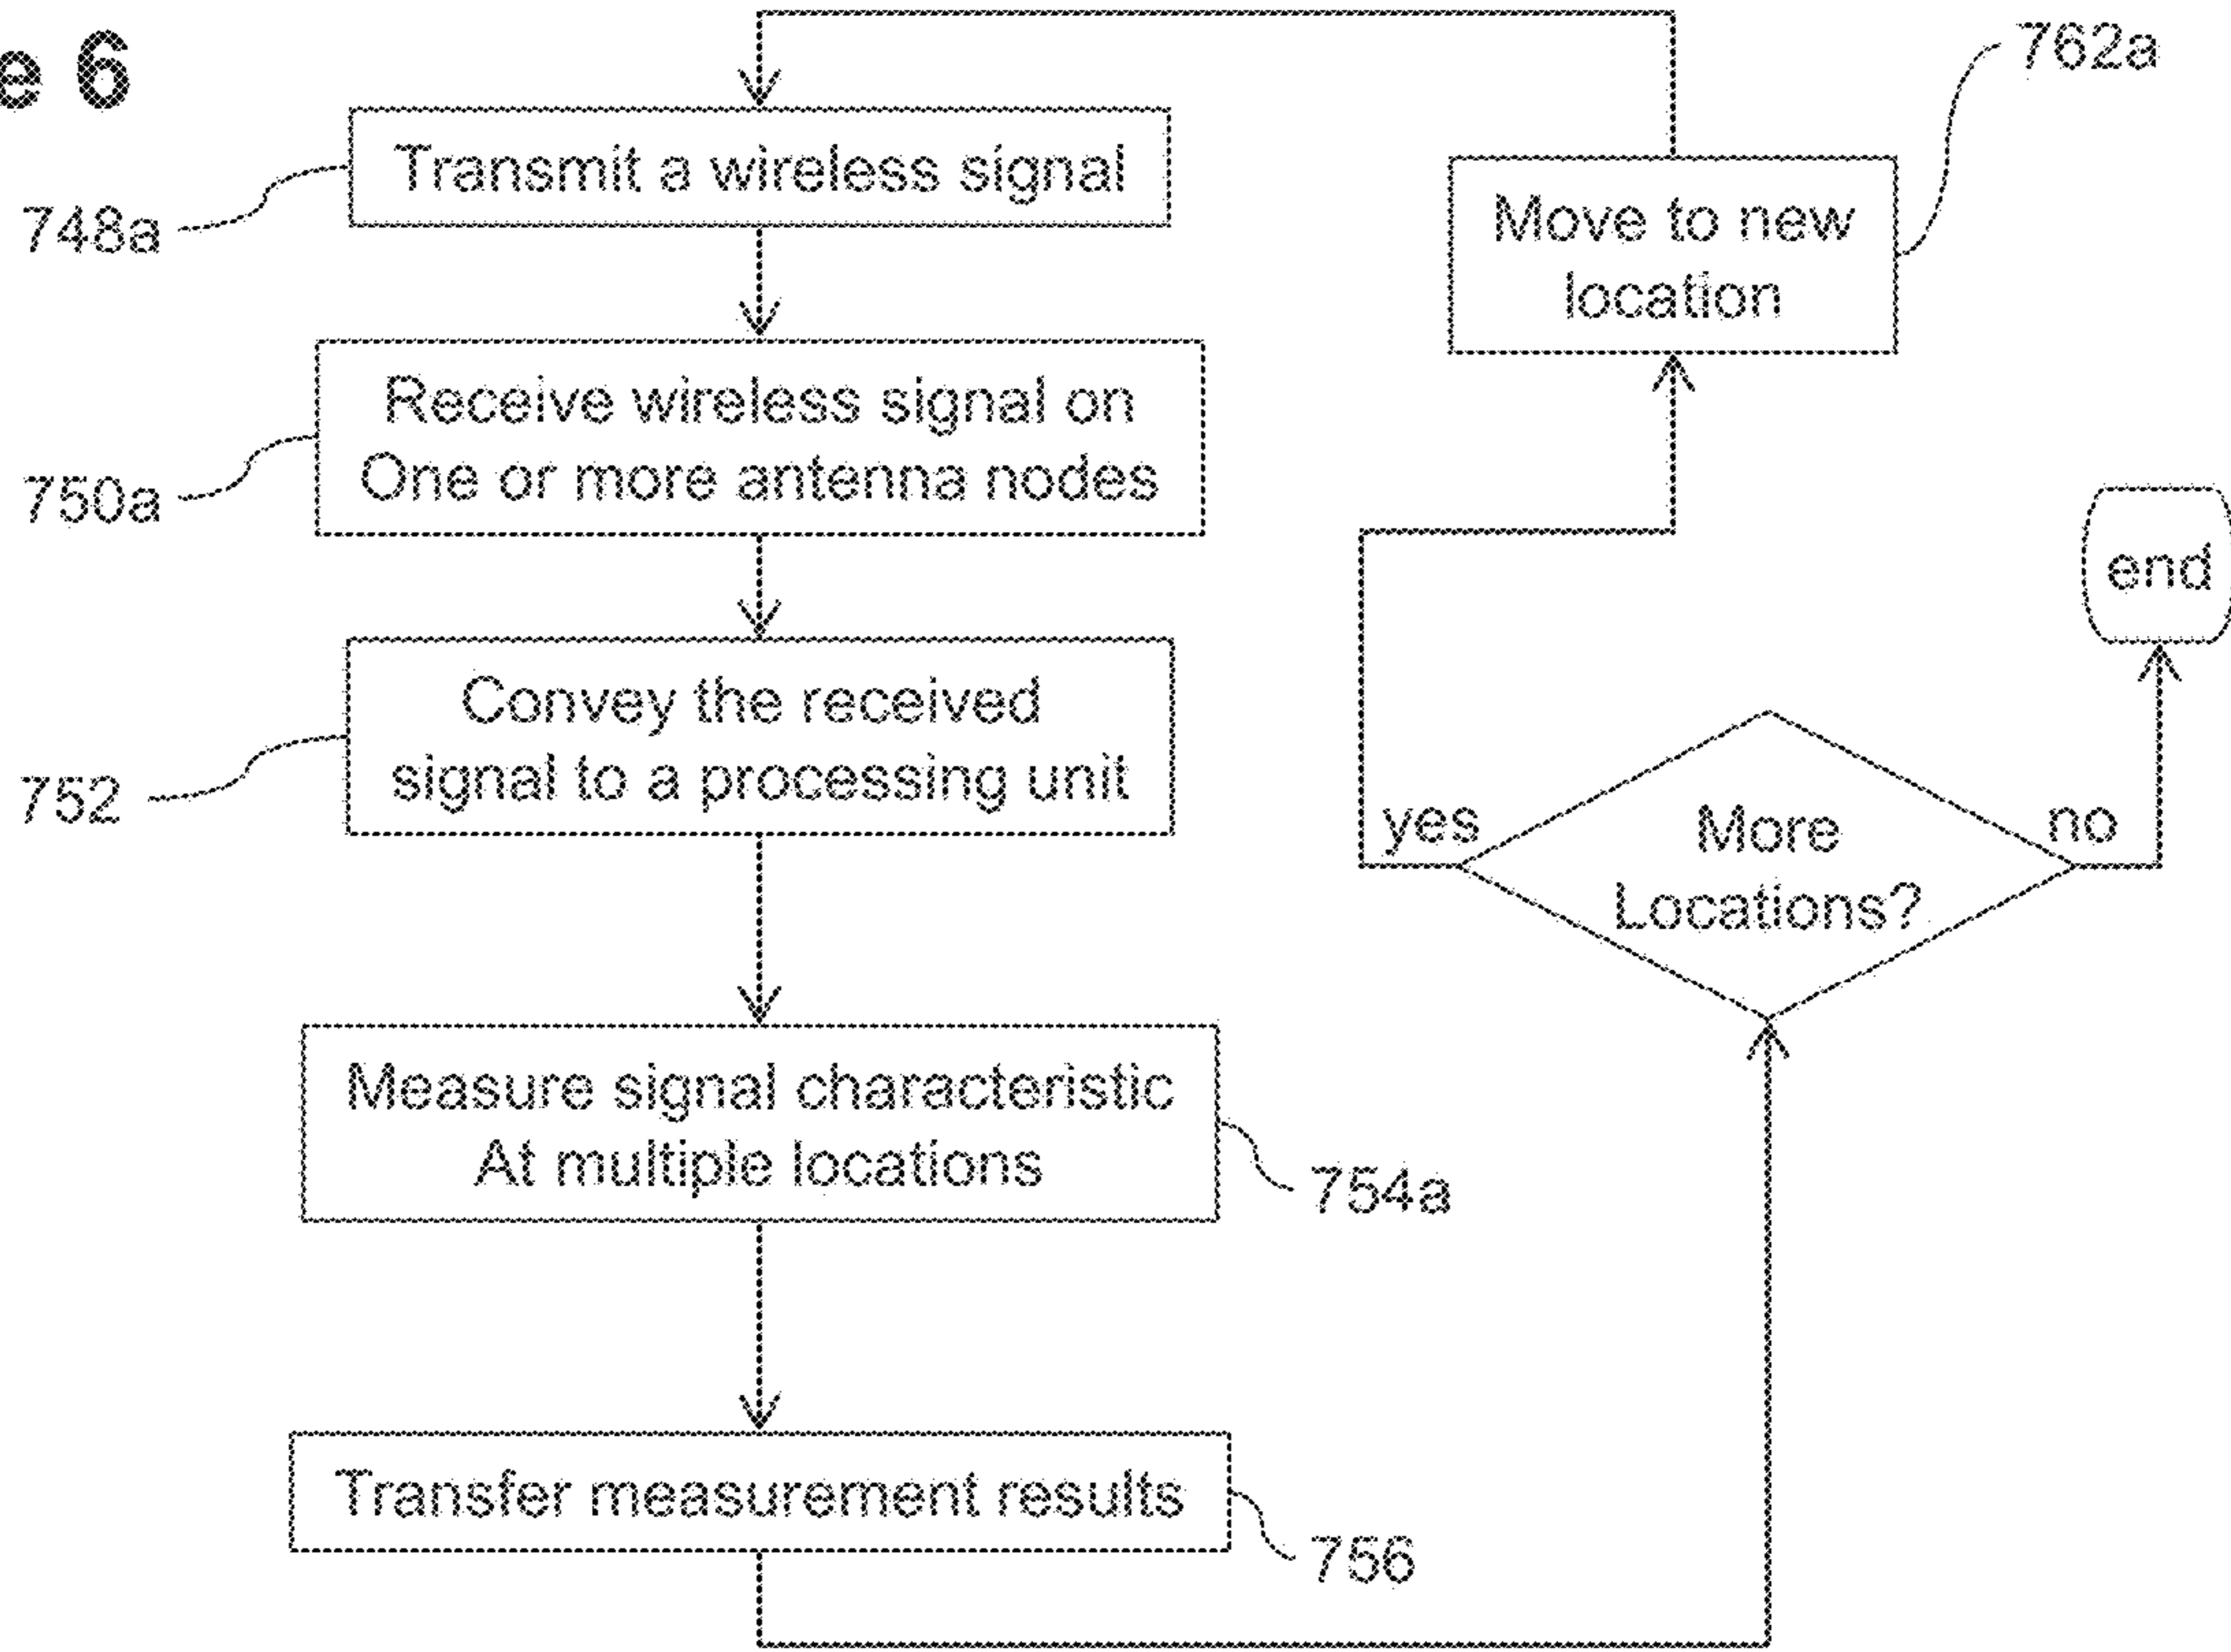 e 6
762a
Transmit a wireless signal
748a
Move to new
location
Receive wireless signal on
One or more antenna nodes
750a
end
Convey the received
signal to a processing unit
752
yes
More
Locations?
no
Measure signal characteristic
At multiple locations
754a
Transfer measurement results
756